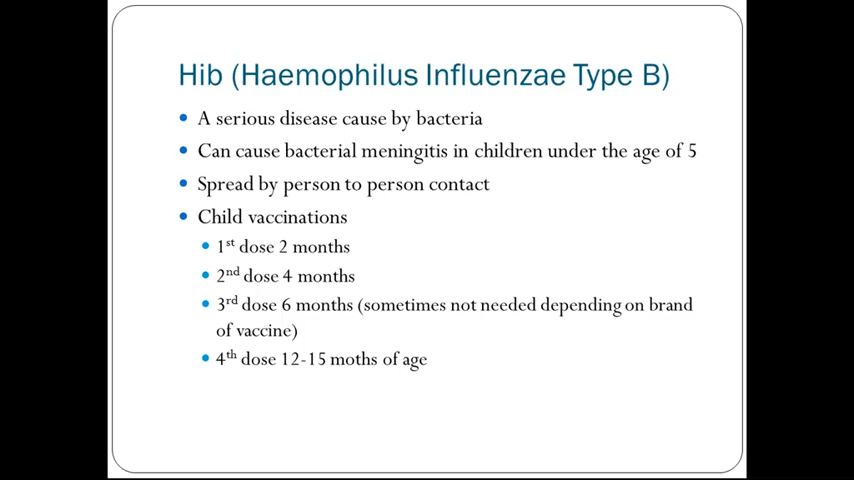 Hib (Haemophilus Influenzae Type B)
• A serious disease cause by bacteria
• Can cause bacterial meningitis in children under the age of 5
• Spread by person to person contact
• Child vaccinations
• 1st dose 2 months
• 2nd dose 4 months
• 3rd dose 6 months (sometimes not needed depending on brand
of vaccine)
• 4th dose 12-15 moths of age